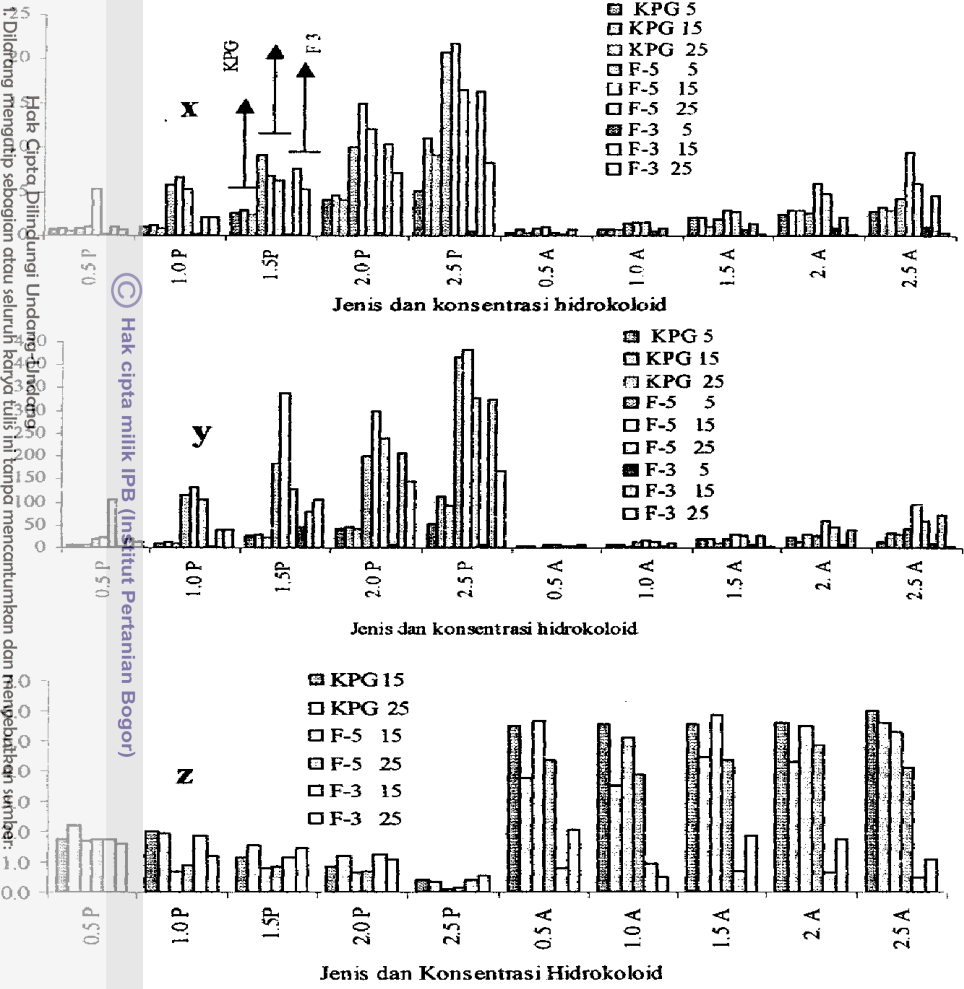 25
20
x
KPG
F 3
KPG 5
KPG 15
KPG 25
F-5 5
F-5 15
F-5 25
F-3 5
F-3 15
F-3 25
0.5 P
1.0 P
1.5P
2.0 P
2.5 P
0.5 A
1.0 A
1.5 A
2. A
2.5 A
Jenis dan konsentrasi hidrokoloid
250
200
150
100
50
0
y
KPG 5
KPG 15
KPG 25
F-5 5
F-5 15
F-5 25
F-3 5
F-3 15
F-3 25
0.5 P
1.0 P
1.5P
2.0 P
2.5 P
0.5 A
1.0 A
1.5 A
2. A
2.5 A
Jenis dan konsentrasi hidrokoloid
1.0
0.0
z
KPG 15
KPG 25
F-5 15
F-5 25
F-3 15
F-3 25
0.5 P
1.0 P
1.5P
2.0 P
2.5 P
0.5 A
1.0 A
1.5 A
2. A
2.5 A
Jenis dan Konsentrasi Hidrokoloid
© Hak cipta milik IPB (Institut Pertanian Bogor)
Hak Cipta Dilindungi Undang-Undang
1. Dilarang mengutip sebagian atau seluruh karya tulis ini tanpa mencantumkan dan menyebutkan sumber: